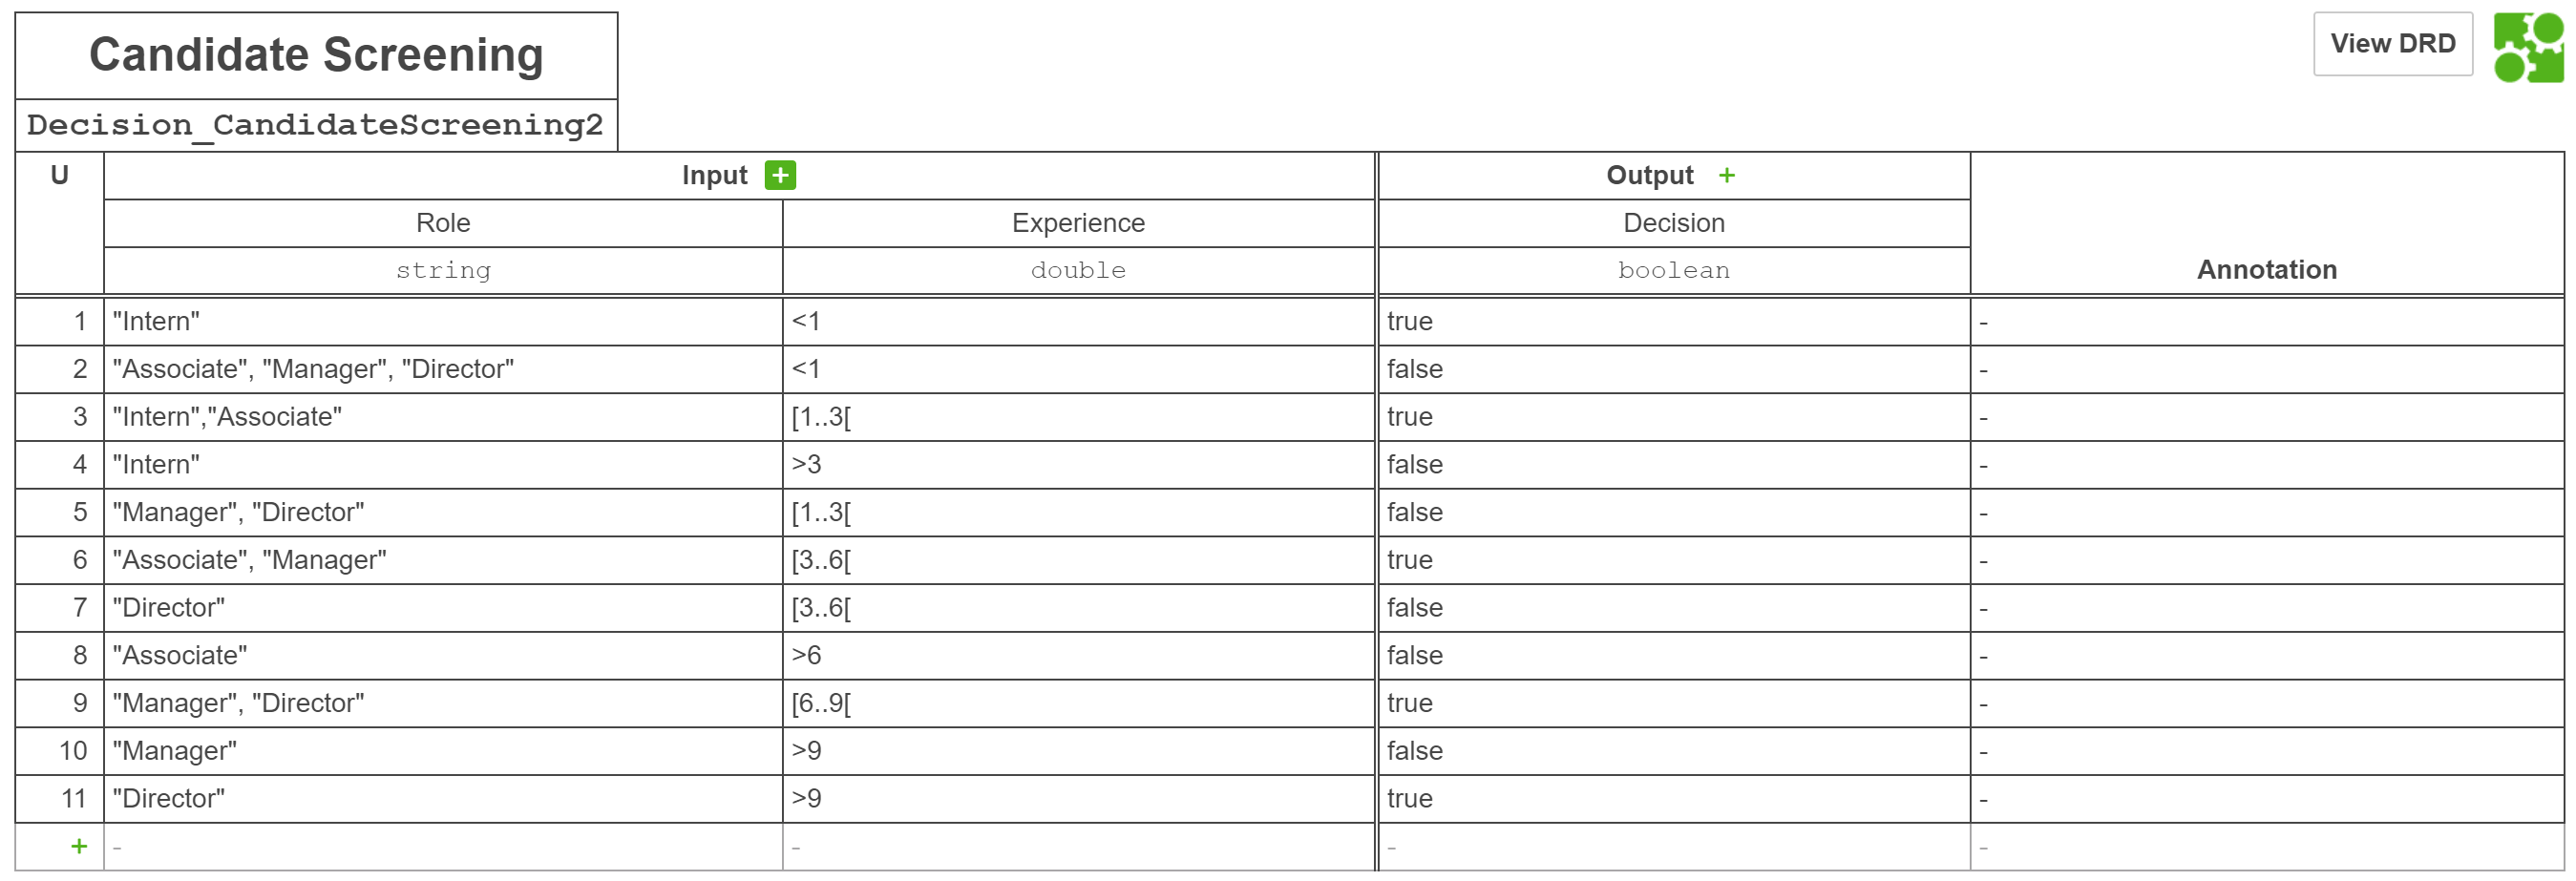 Candidate Screening
View DRD
Decision_CandidateScreening2
U Input + Output +
Role Experience Decision
string double boolean Annotation
1 "Intern" <1 true -
2 "Associate", "Manager", "Director" <1 false -
3 "Intern","Associate" [1..3[ true -
4 "Intern" >3 false -
5 "Manager", "Director" [1..3[ false -
6 "Associate", "Manager" [3..6[ true -
7 "Director" [3..6[ false -
8 "Associate" >6 false -
9 "Manager", "Director" [6..9[ true -
10 "Manager" >9 false -
11 "Director" >9 true -
+ - - - -